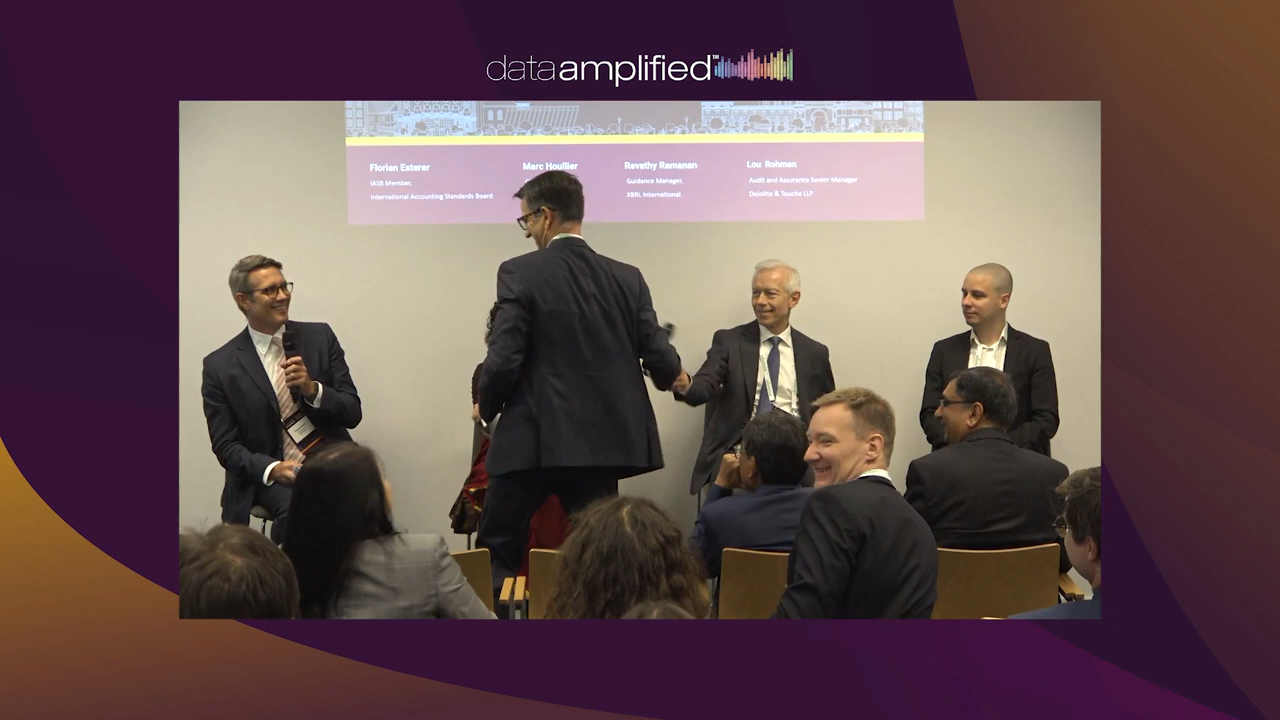 dataamplified™
Florian Esterer
Marc Houllier
Revathy Ramanan
Lou Rohman
IASB Member,
Guidance Manager,
Audit and Assurance Senior Manager
International Accounting Standards Board
XBRL International
Deloitte & Touche LLP